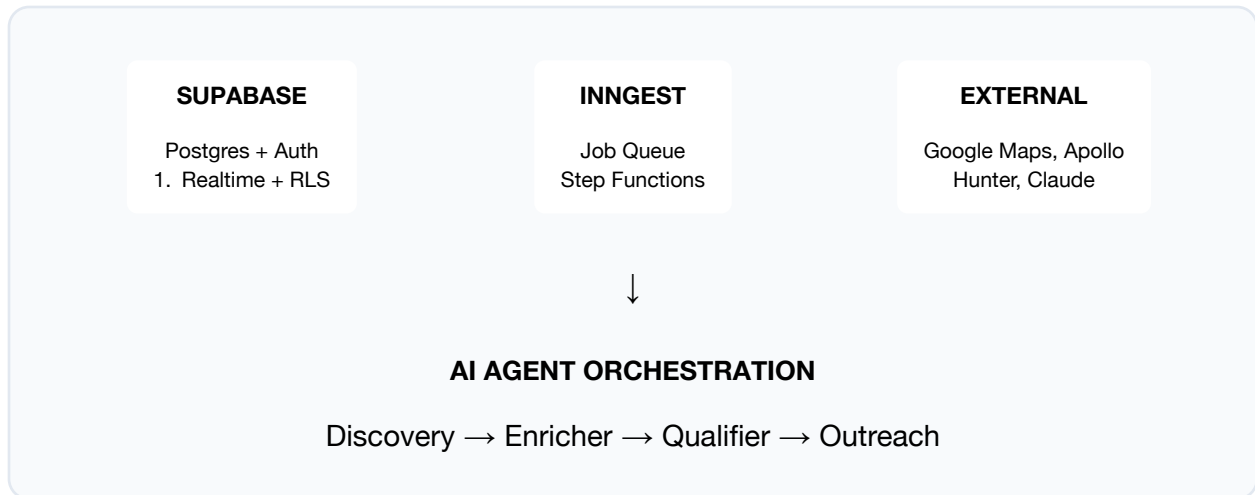 SUPABASE
Postgres + Auth
1. Realtime + RLS
INNGEST
Job Queue
Step Functions
EXTERNAL
Google Maps, Apollo
Hunter, Claude
↓
AI AGENT ORCHESTRATION
Discovery → Enricher → Qualifier → Outreach